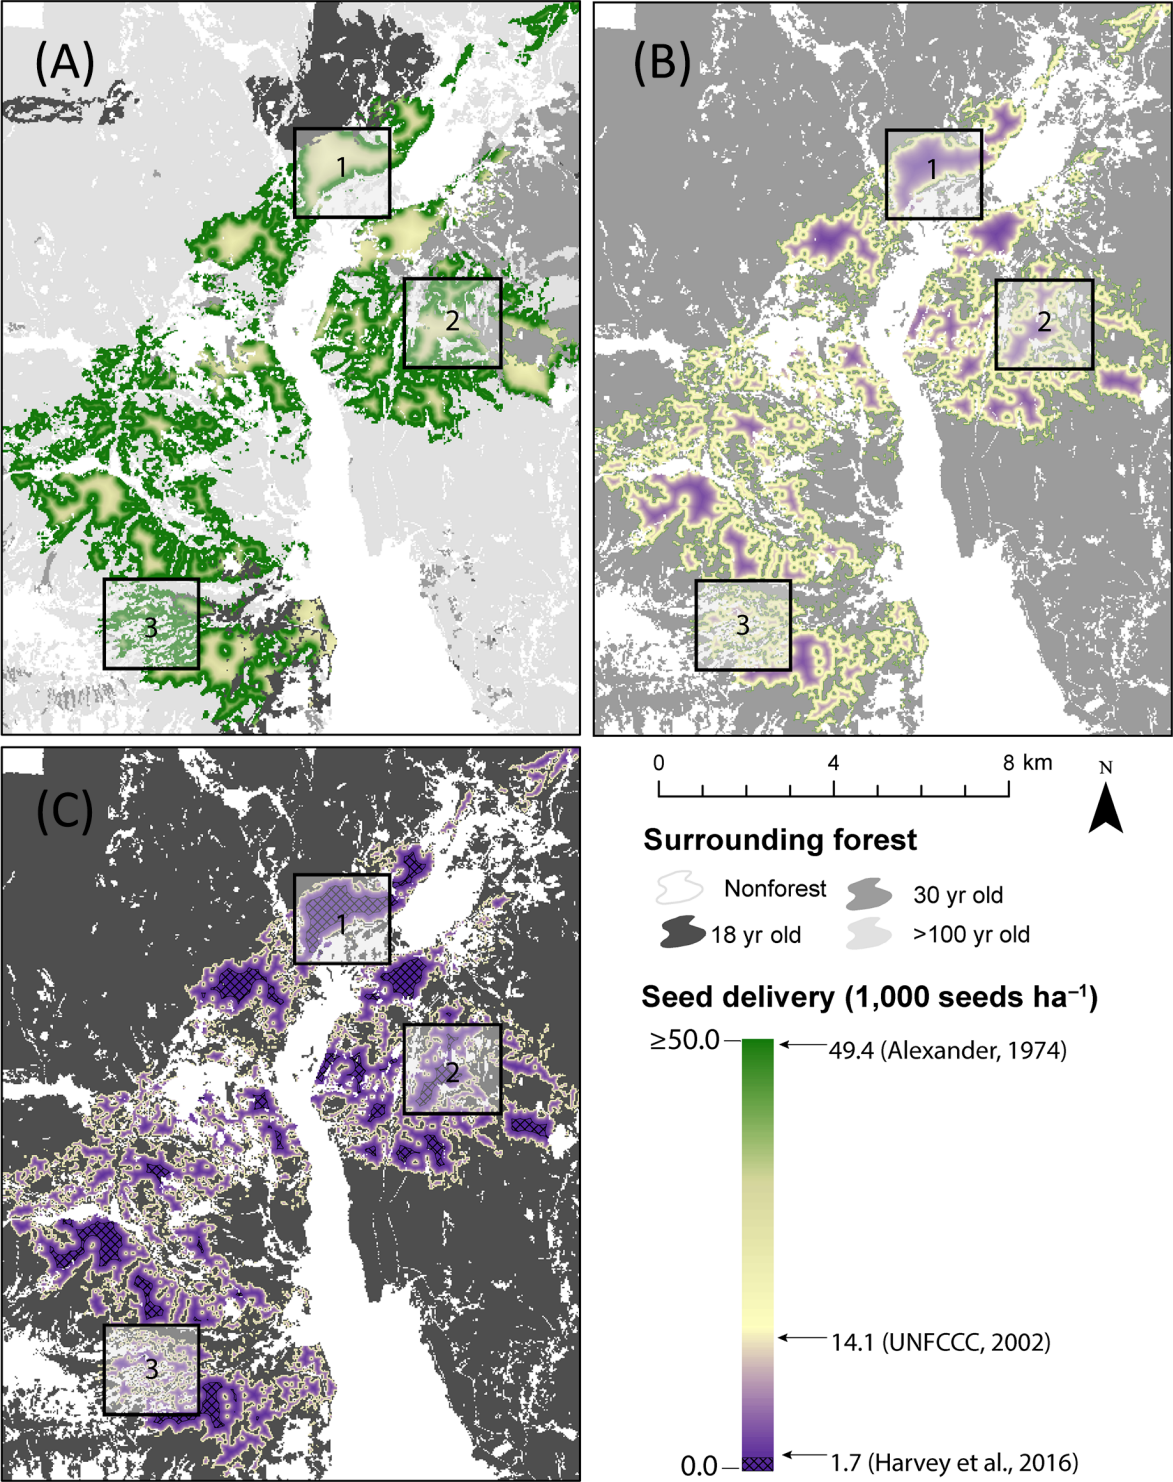 (A)
1
2
3
(B)
1
2
3
(C)
1
2
3
0 4 8 km
N
Surrounding forest
Nonforest 30 yr old
18 yr old >100 yr old
Seed delivery (1,000 seeds ha⁻¹)
≥50.0 49.4 (Alexander, 1974)
14.1 (UNFCCC, 2002)
0.0 1.7 (Harvey et al., 2016)